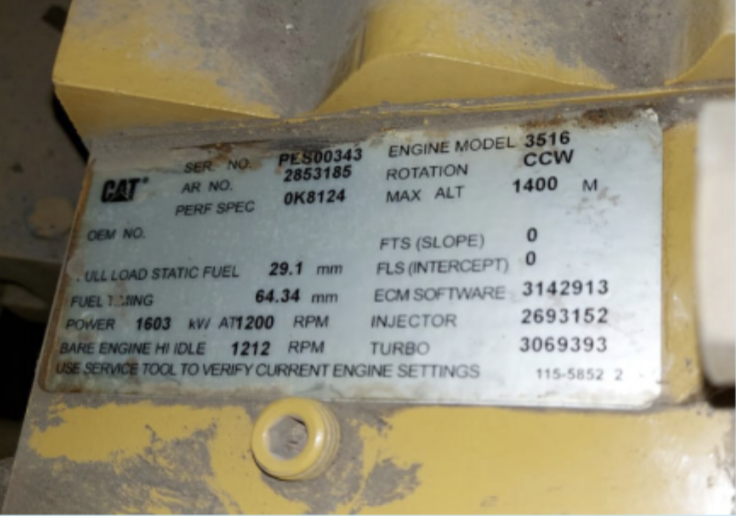 CAT®
SER. NO. PES00343
AR NO. 2853185
PERF SPEC 0K8124
OEM NO.
ULL LOAD STATIC FUEL 29.1 mm
FUEL T MING 64.34 mm
POWER 1603 kW AT1200 RPM
BARE ENGINE HI IDLE 1212 RPM
ENGINE MODEL 3516
ROTATION CCW
MAX ALT 1400 M
FTS (SLOPE) 0
FLS (INTERCEPT) 0
ECM SOFTWARE 3142913
INJECTOR 2693152
TURBO 3069393
USE SERVICE TOOL TO VERIFY CURRENT ENGINE SETTINGS 115-5852 2